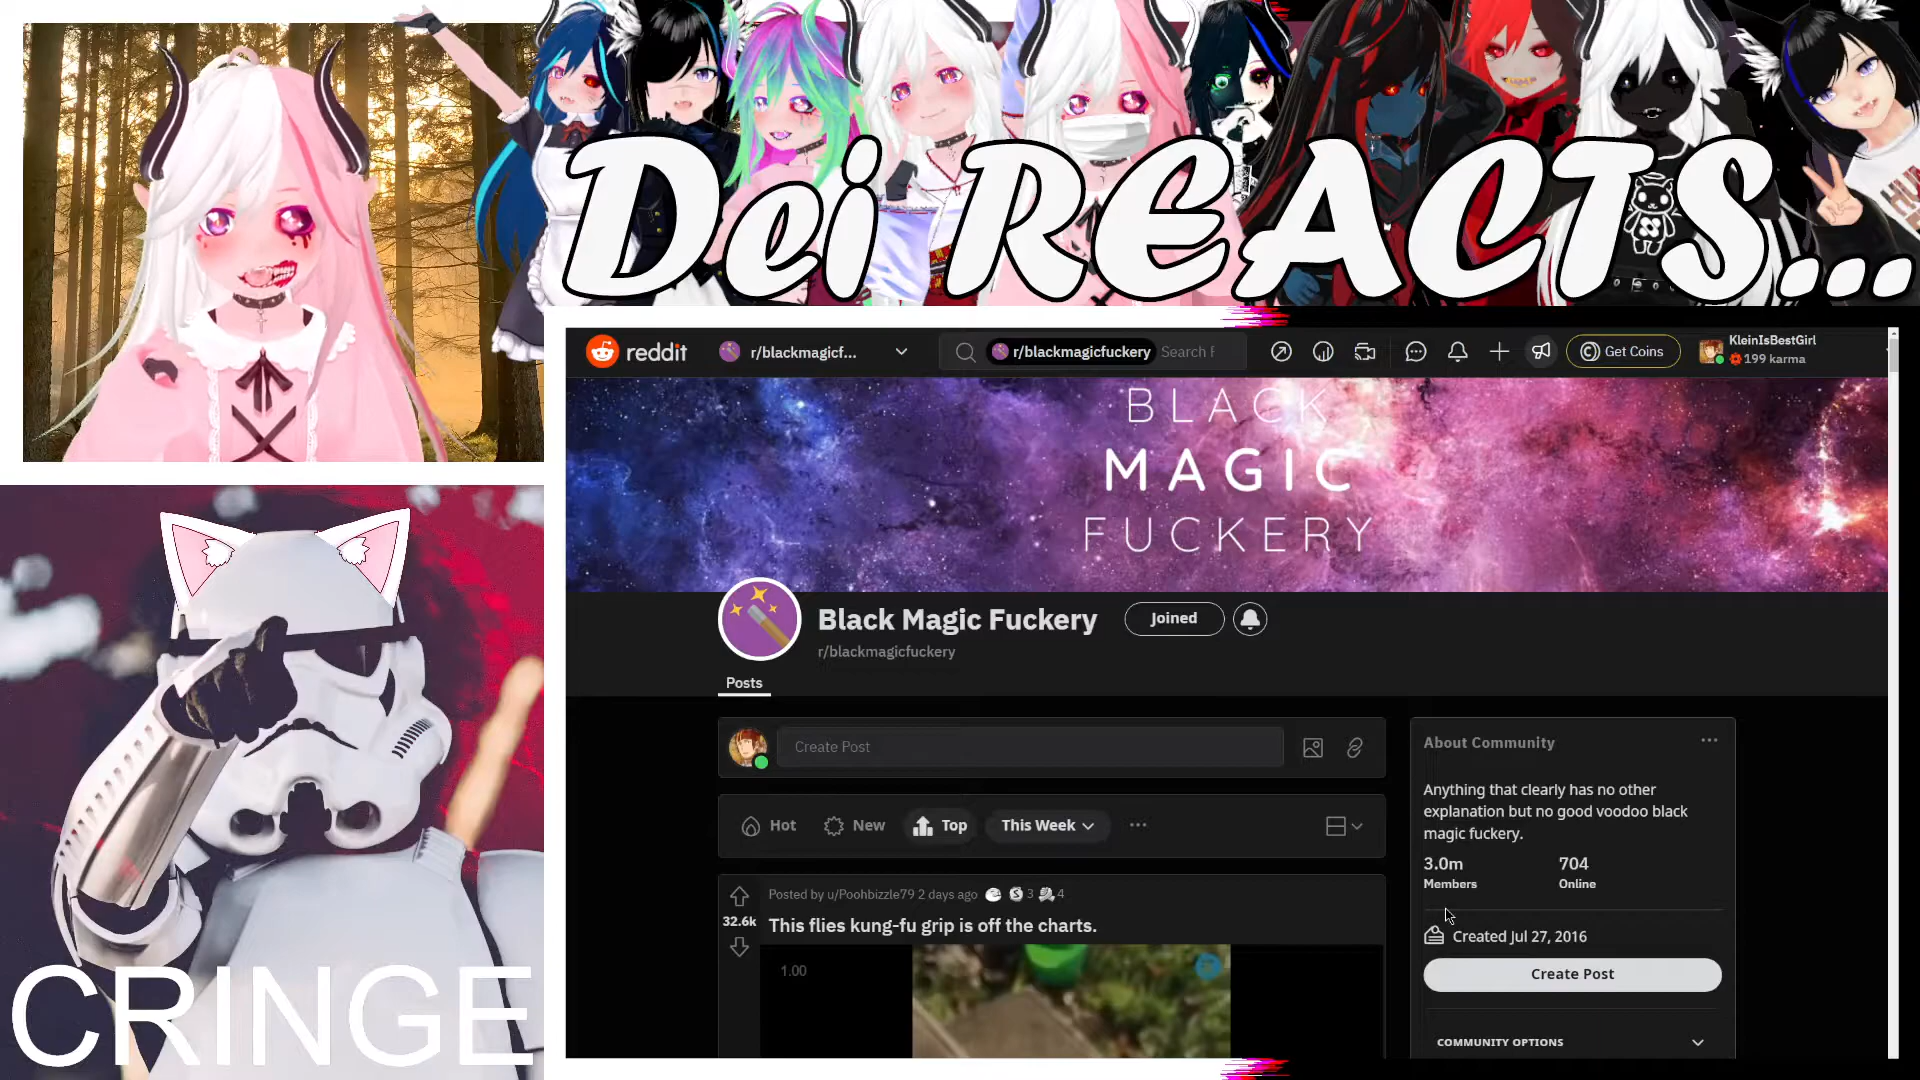 Dei REACTS...
reddit
r/blackmagicf...
r/blackmagicfuckery
Get Coins
KleinIsBestGirl
199 karma
BLACK
MAGIC
FUCKERY
Black Magic Fuckery
Joined
r/blackmagicfuckery
Posts
Create Post
Hot
New
Top
This Week
Posted by u/Poohbizzle79 2 days ago
3
4
32.6k
This flies kung-fu grip is off the charts.
1.00
About Community
Anything that clearly has no other
explanation but no good voodoo black
magic fuckery.
3.0m
704
Members
Online
Created Jul 27, 2016
Create Post
COMMUNITY OPTIONS
CRINGE